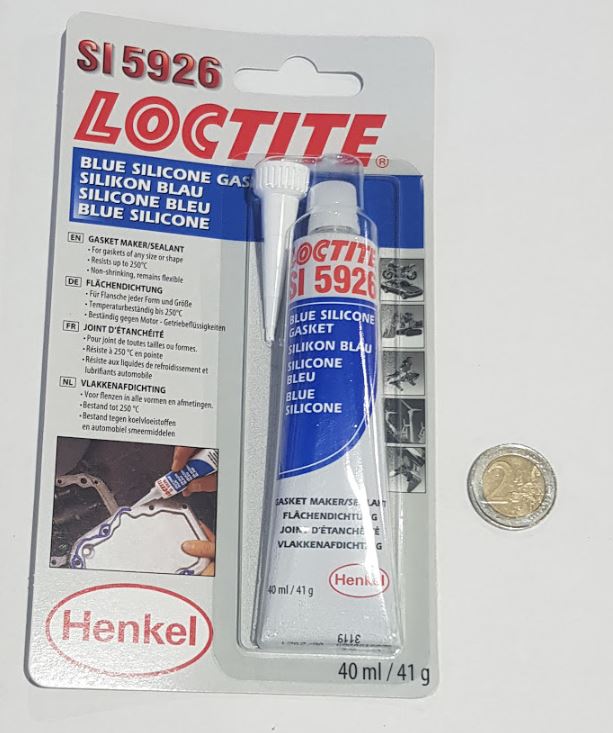 SI 5926
LOCTITE®
BLUE SILICONE GAS
SILIKON BLAU
SILICONE BLEU
BLUE SILICONE
EN GASKET MAKER/SEALANT
• For gaskets of any size or shape
• Resists up to 250°C
• Non-shrinking, remains flexible
DE FLÄCHENDICHTUNG
• Für Flansche jeder Form und Größe
• Temperaturbeständig bis 250°C
• Beständig gegen Motor - Getriebeflüssigkeiten
FR JOINT D'ÉTANCHÉITÉ
• Pour joint de toutes tailles ou formes.
• Résiste à 250 °C en pointe
• Résiste aux liquides de refroidissement et
lubrifiants automobile
NL VLAKKENAFDICHTING
• Voor flenzen in alle vormen en afmetingen.
• Bestand tot 250 °C
• Bestand tegen koelvloeistoffen
en automobiel smeermiddelen
Henkel
40 ml / 41 g
LOCTITE
SI 5926
BLUE SILICONE
GASKET
SILIKON BLAU
SILICONE
BLEU
BLUE
SILICONE
GASKET MAKER/SEALANT
FLÄCHENDICHTUNG
JOINT D'ÉTANCHÉITÉ
VLAKKENAFDICHTING
Henkel
40 ml / 41 g
3119
2